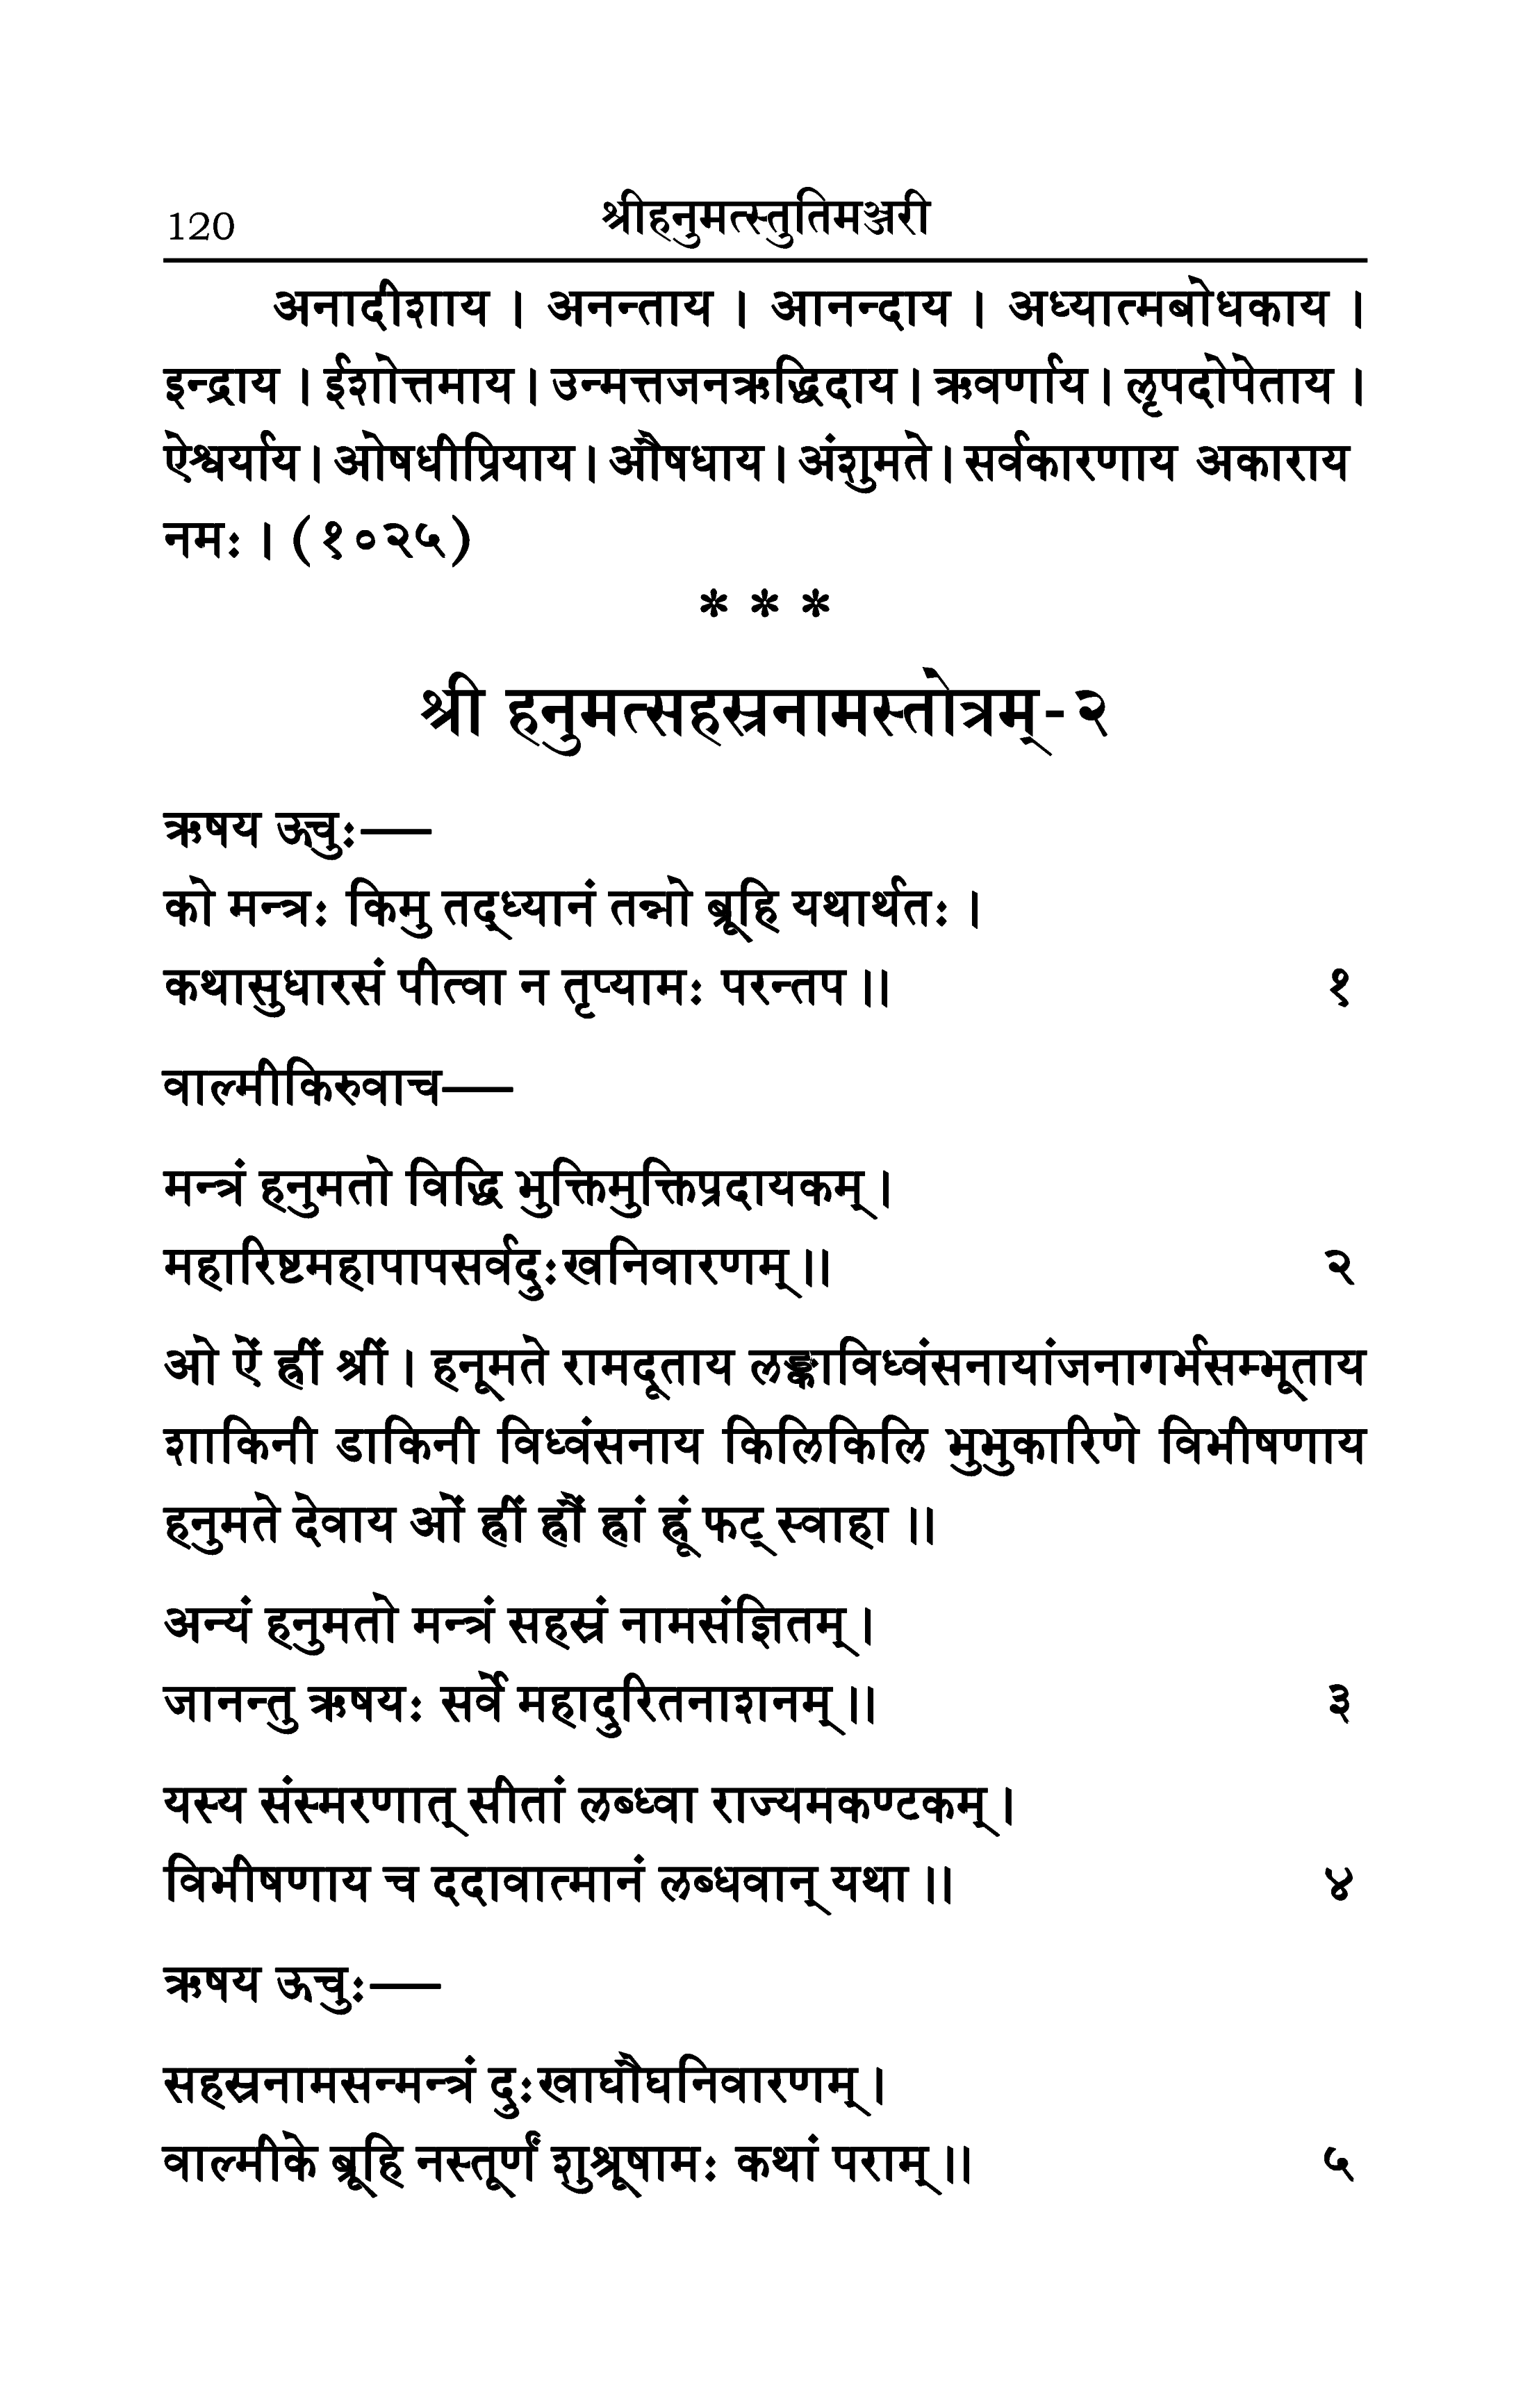 120
श्रीहनुमत्स्तुतिमञ्जरी
अनादीशाय । अनन्ताय । आनन्दाय । अध्यात्मबोधकाय ।
इन्द्राय । ईशोत्तमाय । उन्मत्तजनऋद्धिदाय । ऋवर्णाय । लृपदोपेताय ।
ऐश्वर्याय । ओषधीप्रियाय । औषधाय । अंशुमते । सर्वकारणाय अकाराय
नमः । (१०२५)
* * *
श्री हनुमत्सहस्रनामस्तोत्रम्-२
ऋषय ऊचुः—
को मन्त्रः किमु तद्ध्यानं तन्नो ब्रूहि यथार्थतः ।
कथासुधारसं पीत्वा न तृप्यामः परन्तप ॥ १
वाल्मीकिरुवाच—
मन्त्रं हनुमतो विद्धि भुक्तिमुक्तिप्रदायकम् ।
महारिष्टमहापापसर्वदुःखनिवारणम् ॥ २
ओ ऐं ह्रीं श्रीं । हनूमते रामदूताय लङ्काविध्वंसनायांजनागर्भसम्भूताय
शाकिनी डाकिनी विध्वंसनाय किलिकिलि भुभुकारिणे विभीषणाय
हनुमते देवाय ओं ह्रीं ह्रौं ह्रां ह्रूं फट् स्वाहा ॥
अन्यं हनुमतो मन्त्रं सहस्रं नामसंज्ञितम् ।
जानन्तु ऋषयः सर्वे महादुरितनाशनम् ॥ ३
यस्य संस्मरणात् सीतां लब्ध्वा राज्यमकण्टकम् ।
विभीषणाय च ददावात्मानं लब्धवान् यथा ॥ ४
ऋषय ऊचुः—
सहस्रनामसन्मन्त्रं दुःखाघौघनिवारणम् ।
वाल्मीके ब्रूहि नस्तूर्णं शुश्रूषामः कथां पराम् ॥ ५